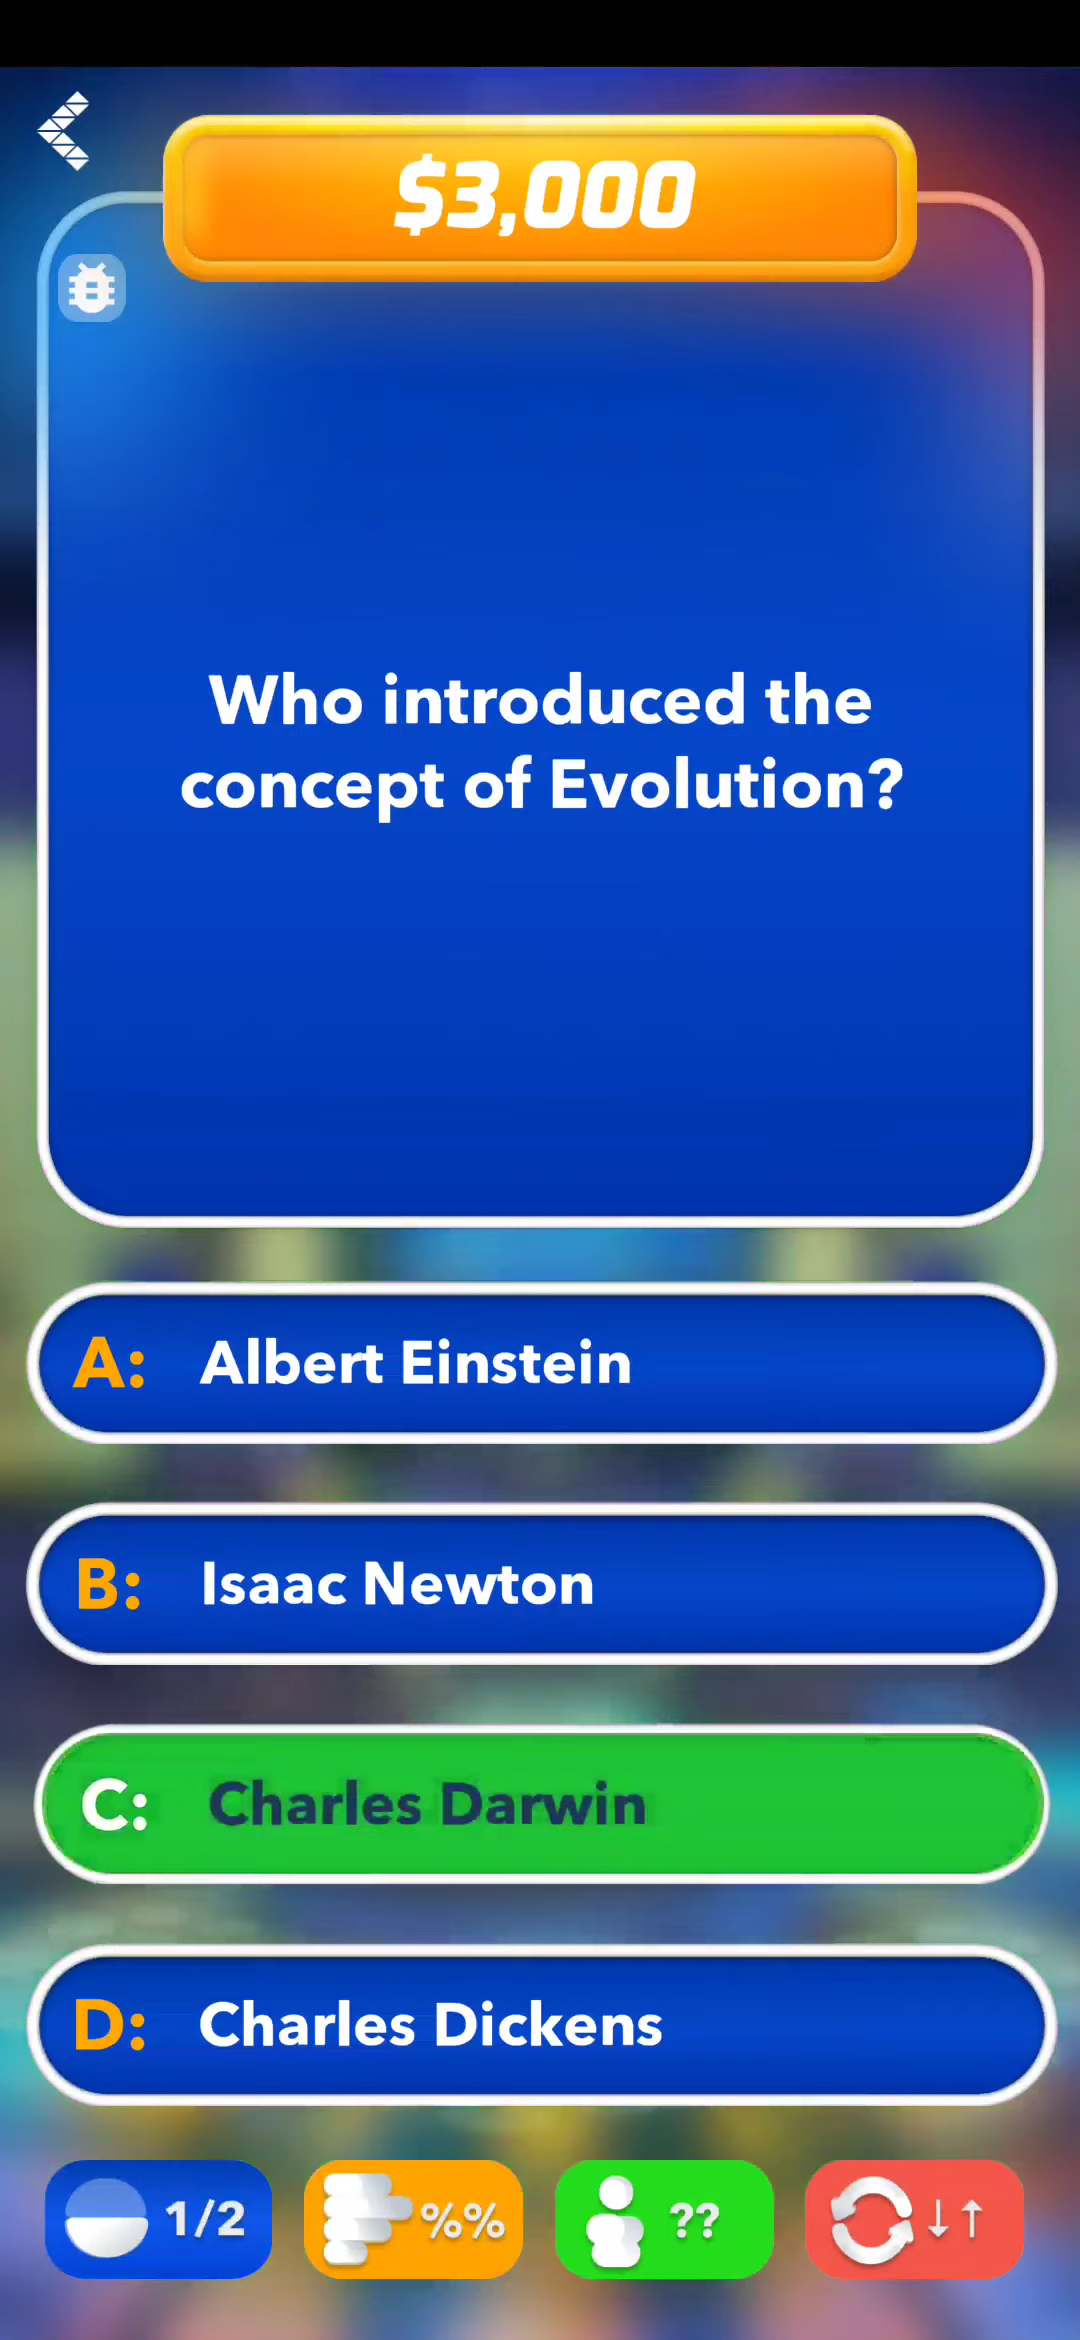 $3,000
Who introduced the
concept of Evolution?
A: Albert Einstein
B: Isaac Newton
C: Charles Darwin
D: Charles Dickens
1/2 %% ?? ↓↑